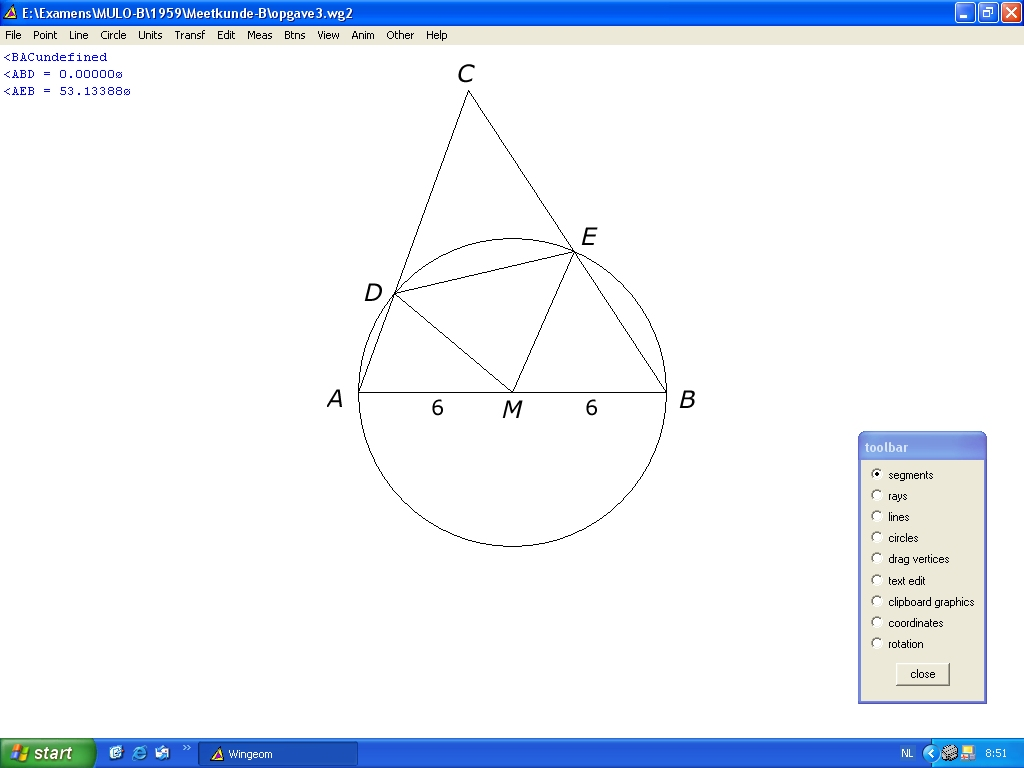 E:\Examens\MULO-B\1959\Meetkunde-B\opgave3.wg2
File Point Line Circle Units Transf Edit Meas Btns View Anim Other Help
<BACundefined
<ABD = 0.00000ø
<AEB = 53.13388ø
C
E
D
A 6 M 6 B
toolbar
segments
rays
lines
circles
drag vertices
text edit
clipboard graphics
coordinates
rotation
close
start Wingeom NL 8:51